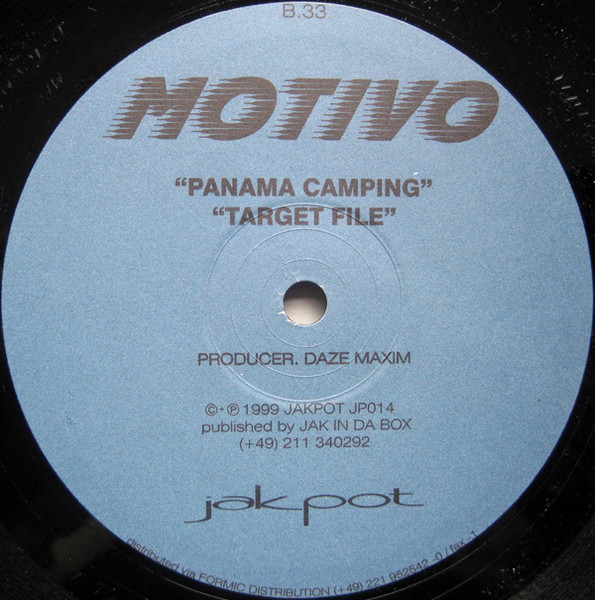 B.33
MOTIVO
“PANAMA CAMPING”
“TARGET FILE”
PRODUCER. DAZE MAXIM
©+℗ 1999 JAKPOT JP014
published by JAK IN DA BOX
(+49) 211 340292
jakpot
distributed via FORMIC DISTRIBUTION (+49) 221 952542 -0 / fax -1